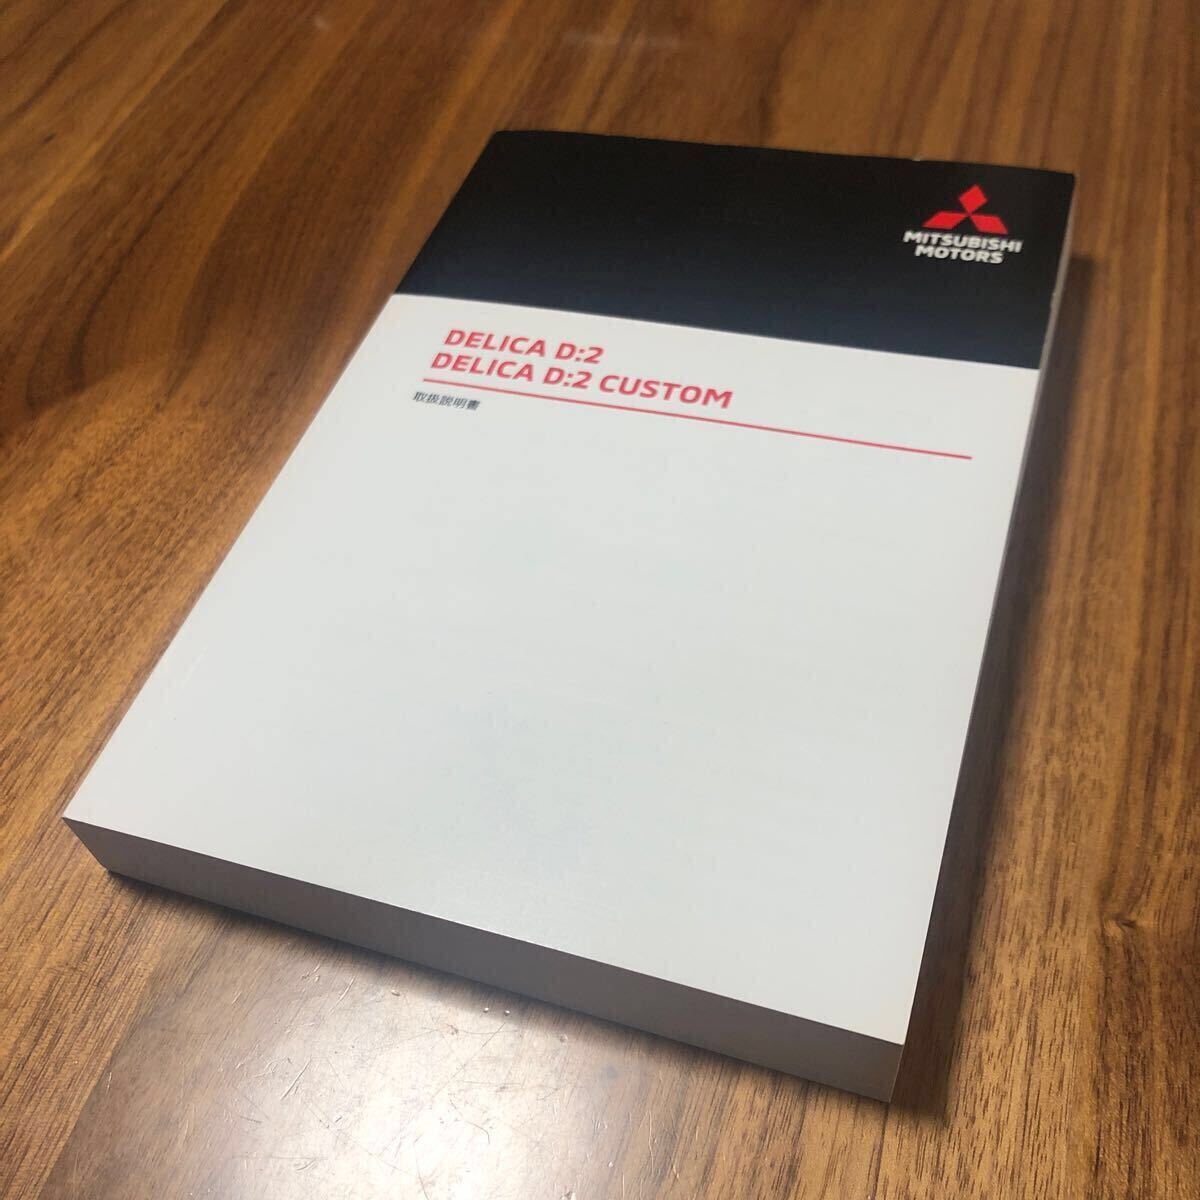 MITSUBISHI
MOTORS
DELICA D:2
DELICA D:2 CUSTOM
取扱説明書